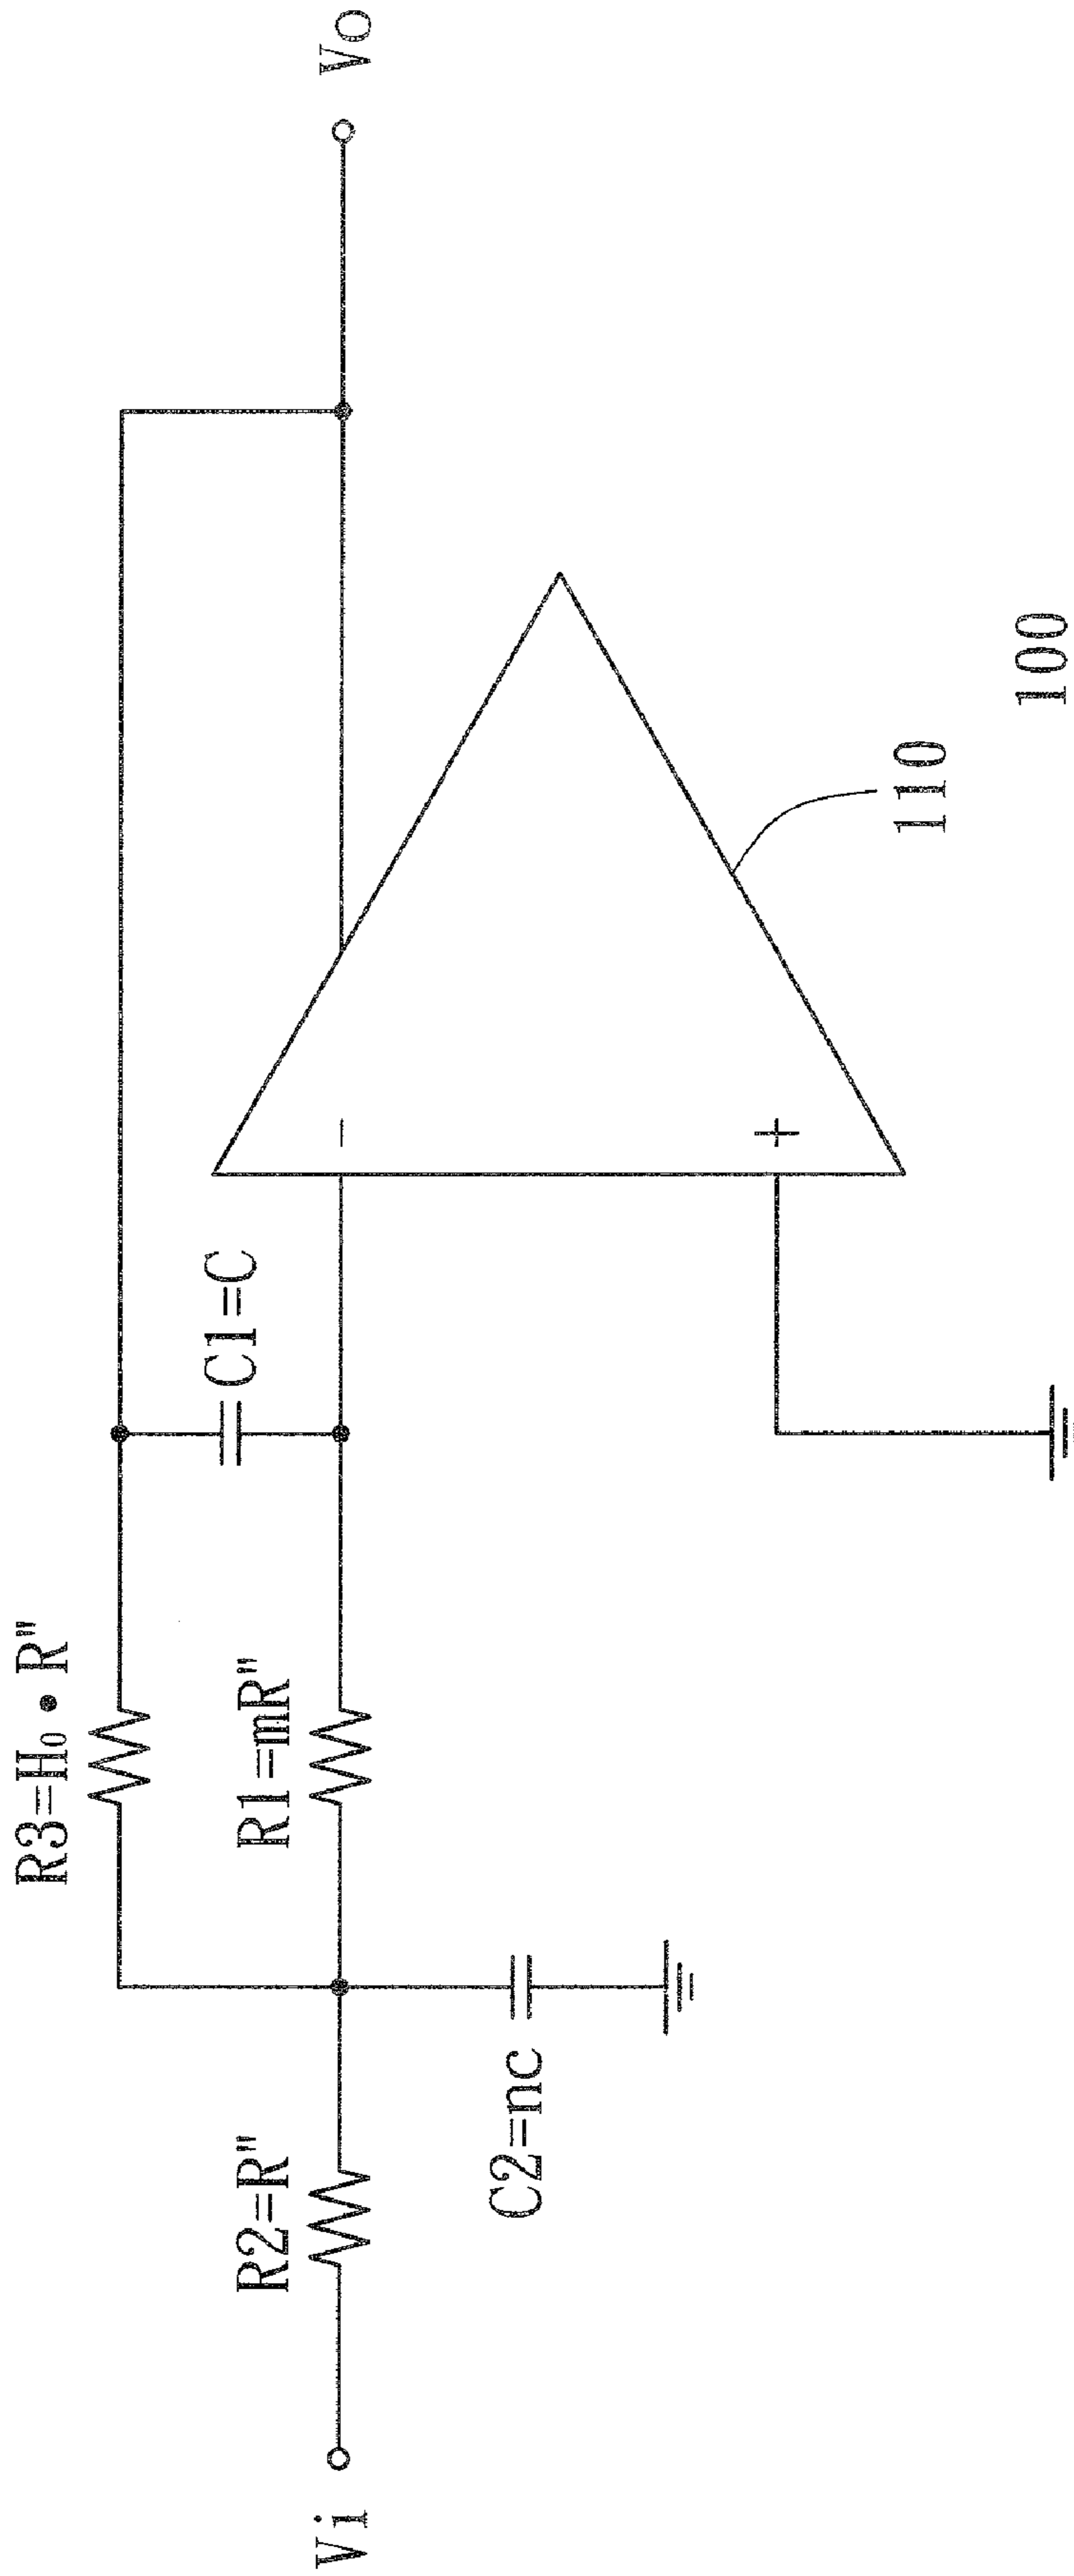 R3=H₀•R"
C1=C
R1=mR"
R2=R"
C2=nc
Vi
Vo
−
+
110
100